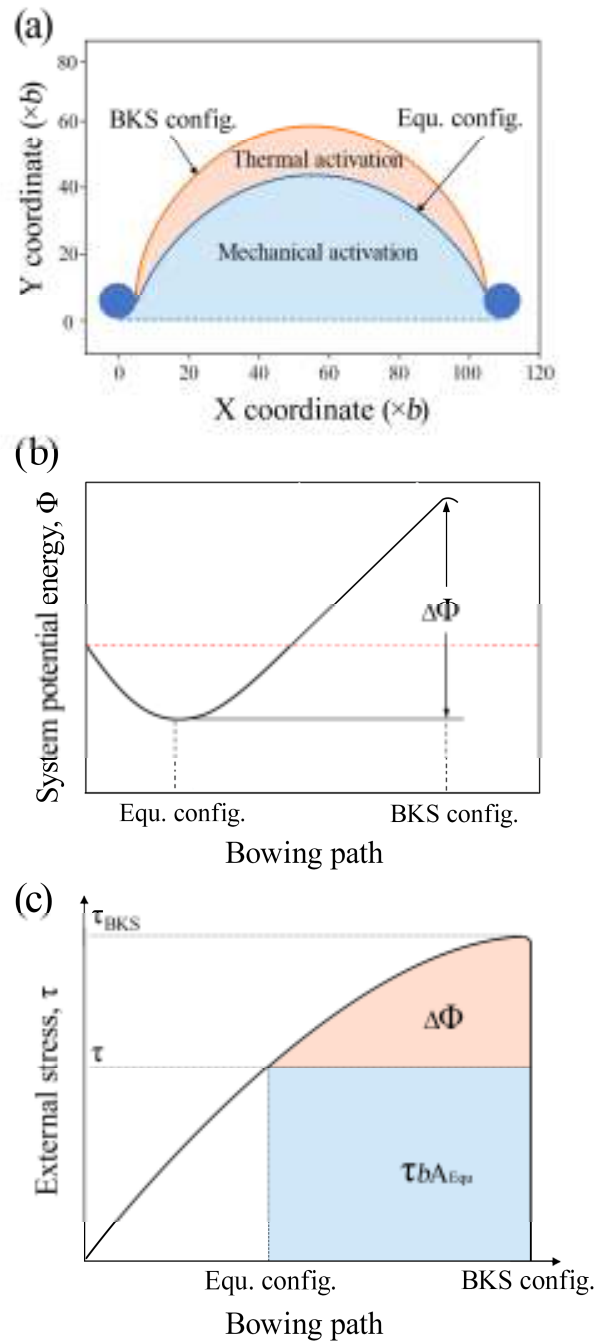 (a)
Y coordinate (×b)
80
60
40
20
0
BKS config.
Equ. config.
Thermal activation
Mechanical activation
0 20 40 60 80 100 120
X coordinate (×b)
(b)
System potential energy, Φ
ΔΦ
Equ. config. BKS config.
Bowing path
(c)
External stress, τ
τBKS
ΔΦ
τ
τbAEqu
Equ. config. BKS config.
Bowing path